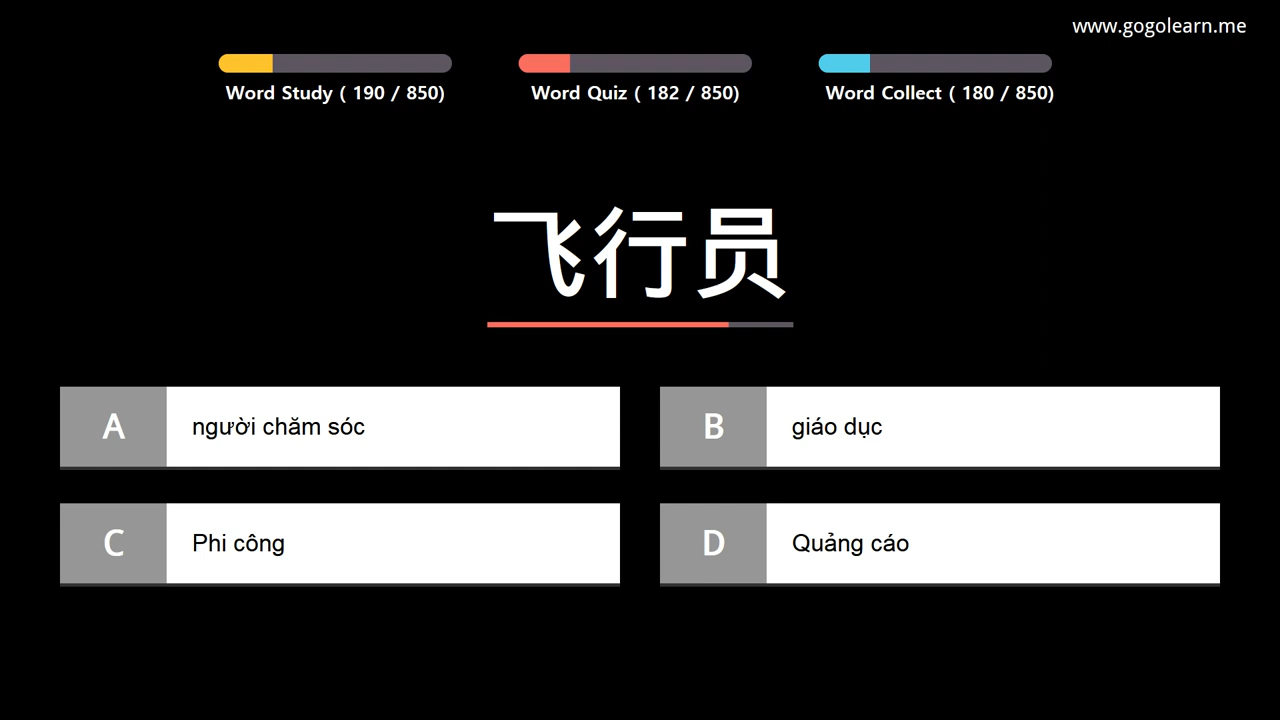 www.gogolearn.me
Word Study ( 190 / 850)
Word Quiz ( 182 / 850)
Word Collect ( 180 / 850)
飞行员
A người chăm sóc
B giáo dục
C Phi công
D Quảng cáo